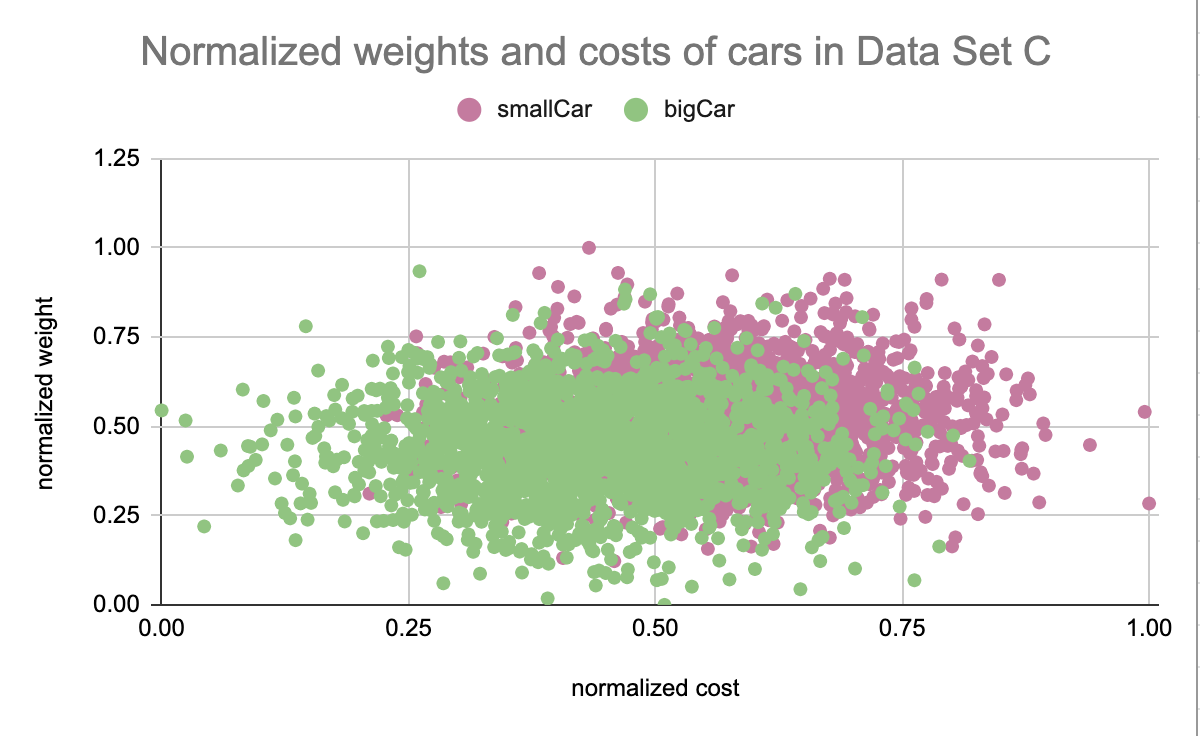 Normalized weights and costs of cars in Data Set C
smallCar bigCar
1.25
1.00
0.75
0.50
0.25
0.00
normalized weight
0.00 0.25 0.50 0.75 1.00
normalized cost